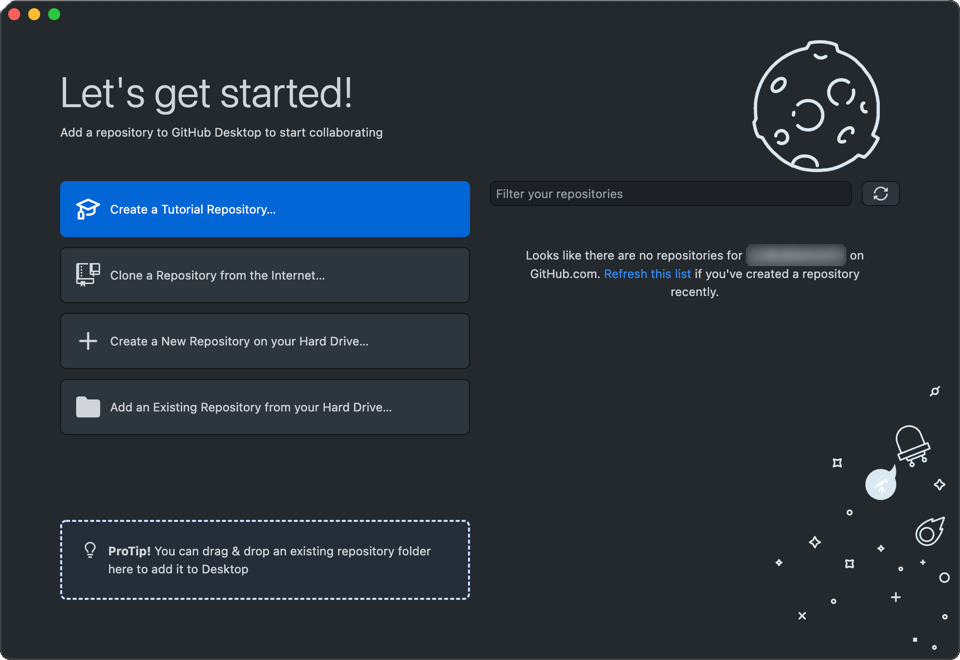 Let's get started!
Add a repository to GitHub Desktop to start collaborating
Create a Tutorial Repository...
Clone a Repository from the Internet...
Create a New Repository on your Hard Drive...
Add an Existing Repository from your Hard Drive...
ProTip! You can drag & drop an existing repository folder
here to add it to Desktop
Filter your repositories
Looks like there are no repositories for on
GitHub.com. Refresh this list if you've created a repository
recently.